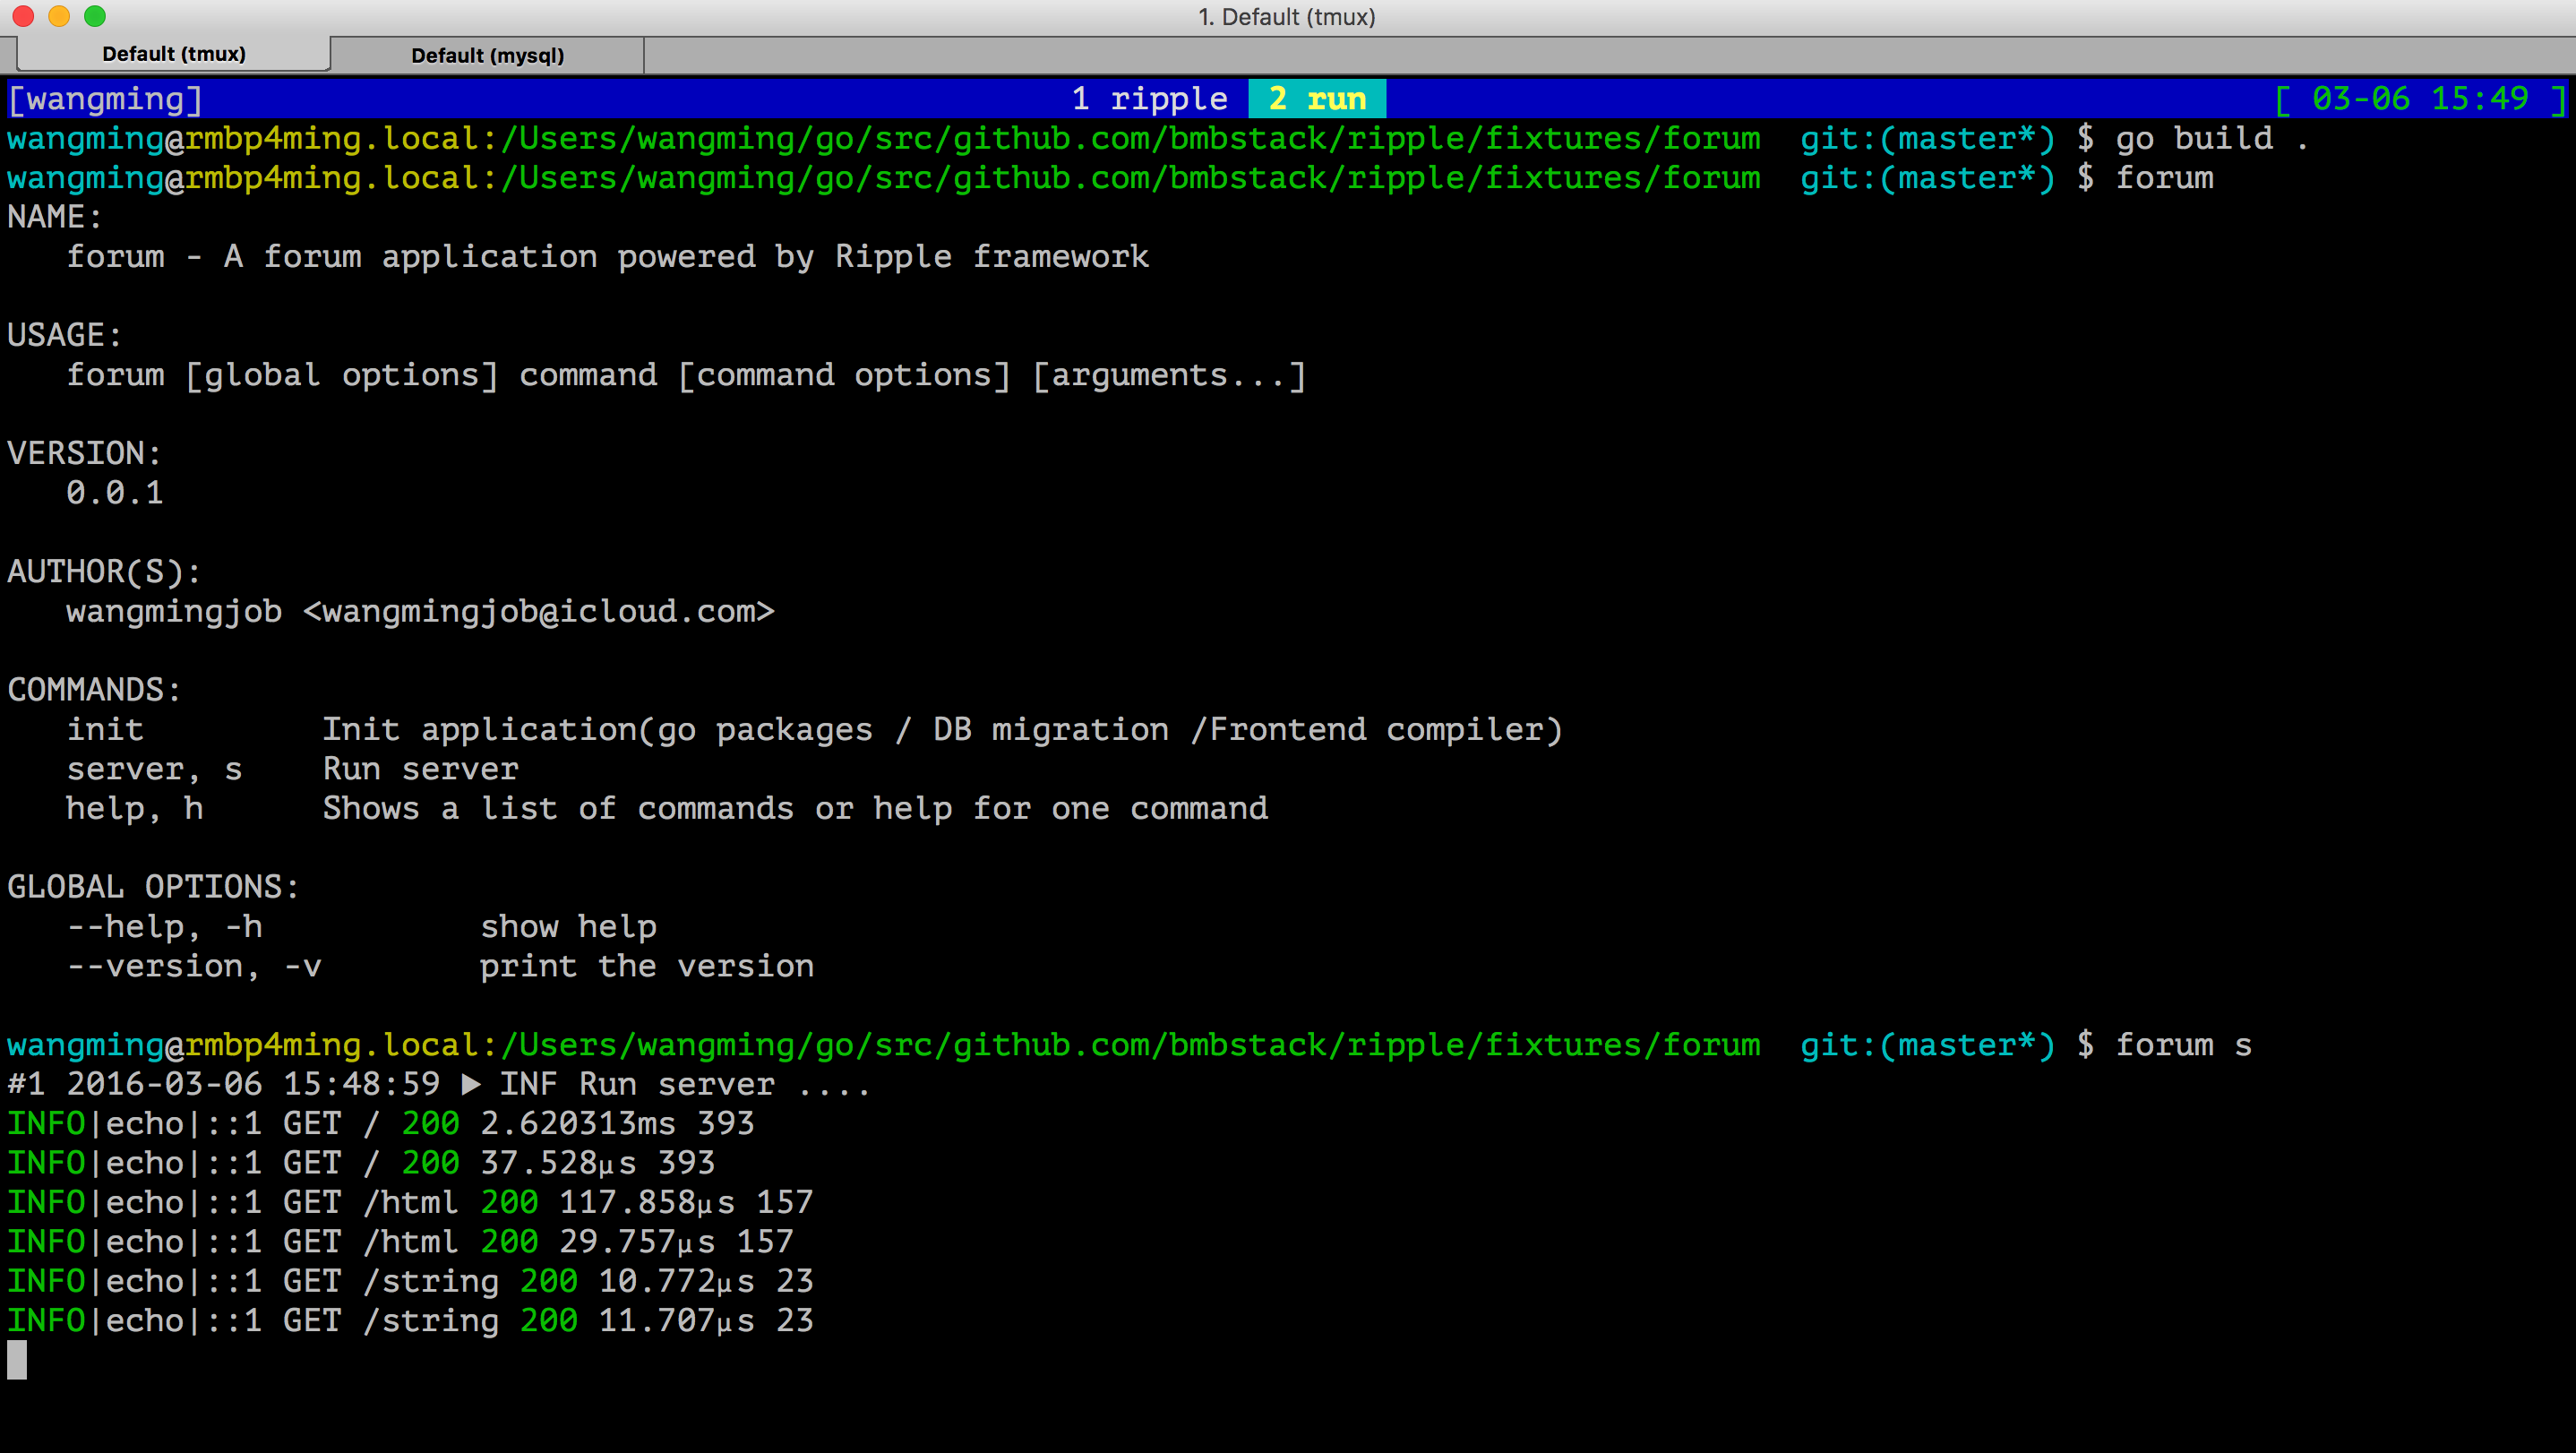 1. Default (tmux)
Default (tmux) Default (mysql)
[wangming] 1 ripple 2 run [ 03-06 15:49 ]
wangming@rmbp4ming.local:/Users/wangming/go/src/github.com/bmbstack/ripple/fixtures/forum  git:(master*) $ go build .
wangming@rmbp4ming.local:/Users/wangming/go/src/github.com/bmbstack/ripple/fixtures/forum  git:(master*) $ forum
NAME:
   forum - A forum application powered by Ripple framework
USAGE:
   forum [global options] command [command options] [arguments...]
VERSION:
   0.0.1
AUTHOR(S):
   wangmingjob <wangmingjob@icloud.com>
COMMANDS:
   init         Init application(go packages / DB migration /Frontend compiler)
   server, s    Run server
   help, h      Shows a list of commands or help for one command
GLOBAL OPTIONS:
   --help, -h           show help
   --version, -v        print the version
wangming@rmbp4ming.local:/Users/wangming/go/src/github.com/bmbstack/ripple/fixtures/forum  git:(master*) $ forum s
#1 2016-03-06 15:48:59 ▶ INF Run server ....
INFO|echo|::1 GET / 200 2.620313ms 393
INFO|echo|::1 GET / 200 37.528µs 393
INFO|echo|::1 GET /html 200 117.858µs 157
INFO|echo|::1 GET /html 200 29.757µs 157
INFO|echo|::1 GET /string 200 10.772µs 23
INFO|echo|::1 GET /string 200 11.707µs 23